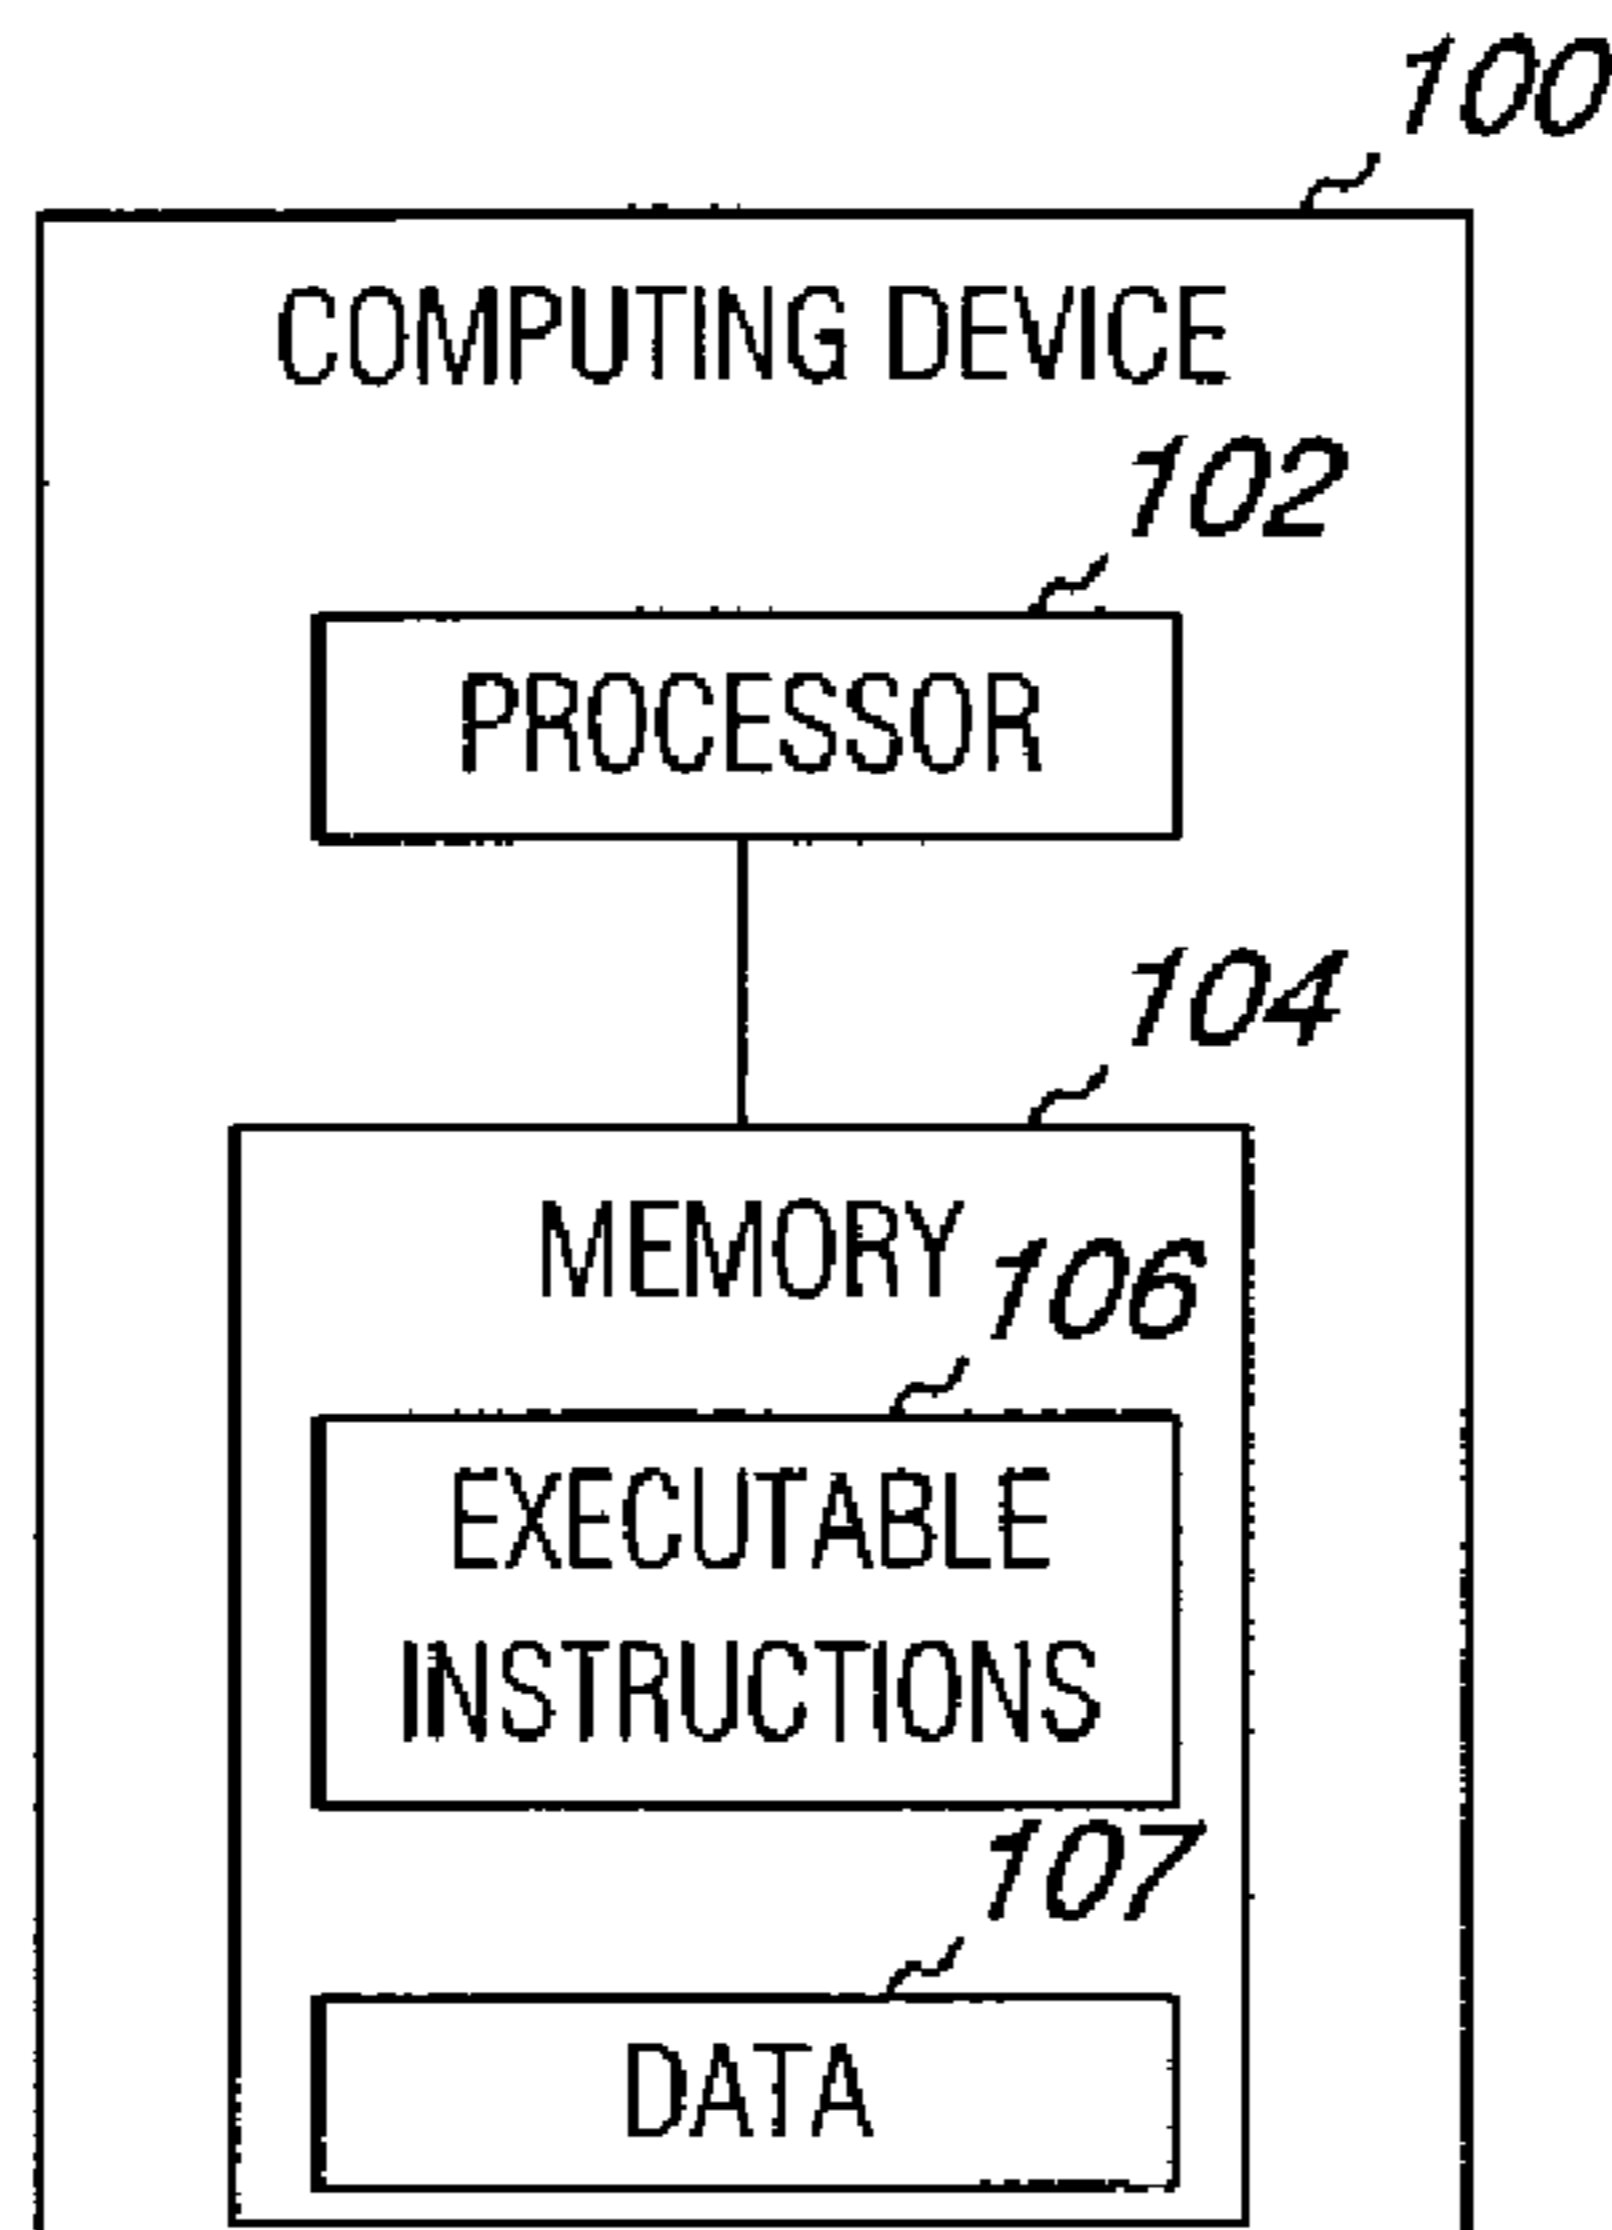 100
COMPUTING DEVICE
102
PROCESSOR
104
MEMORY
106
EXECUTABLE
INSTRUCTIONS
107
DATA